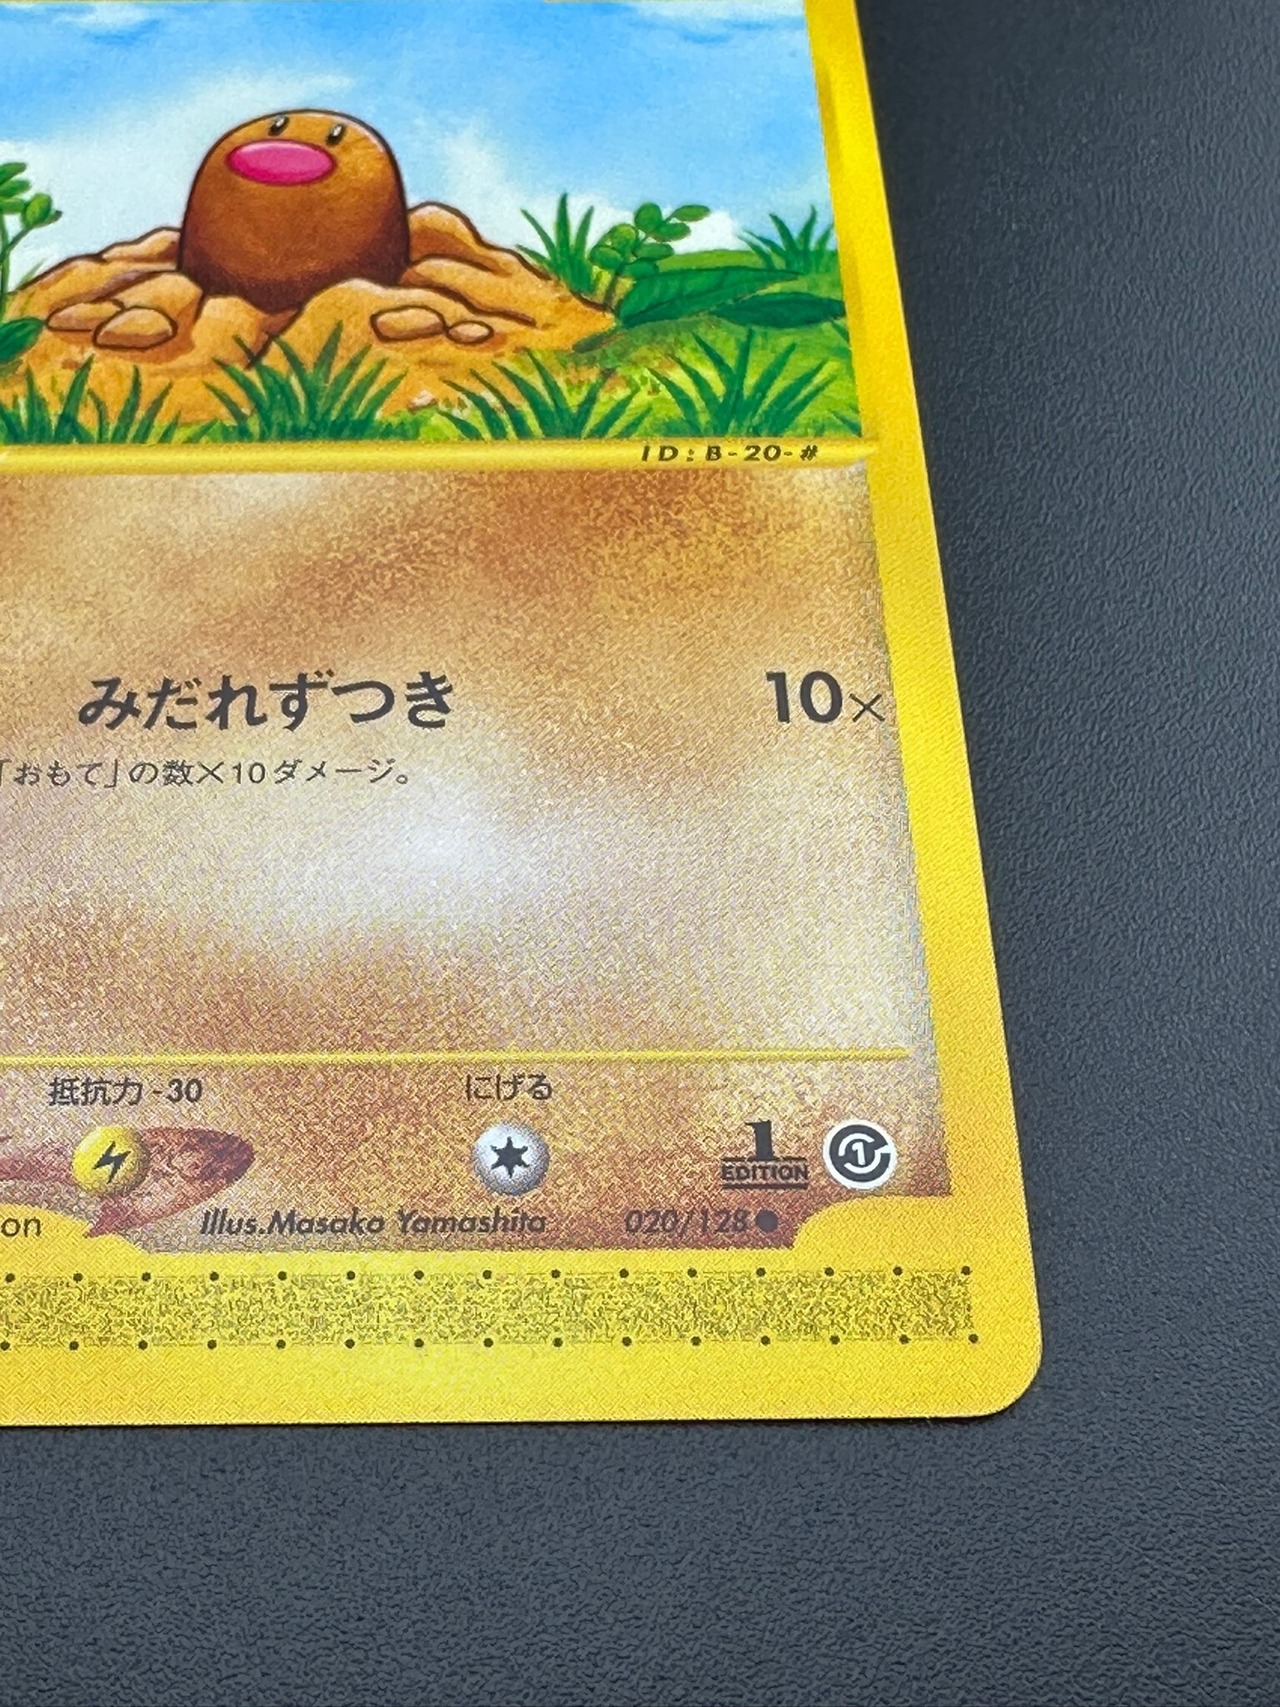 ID:B-20-#
みだれずつき 10×
「おもて」の数×10ダメージ。
抵抗力-30 にげる
1
EDITION
on Illus.Masako Yamashita 020/128●